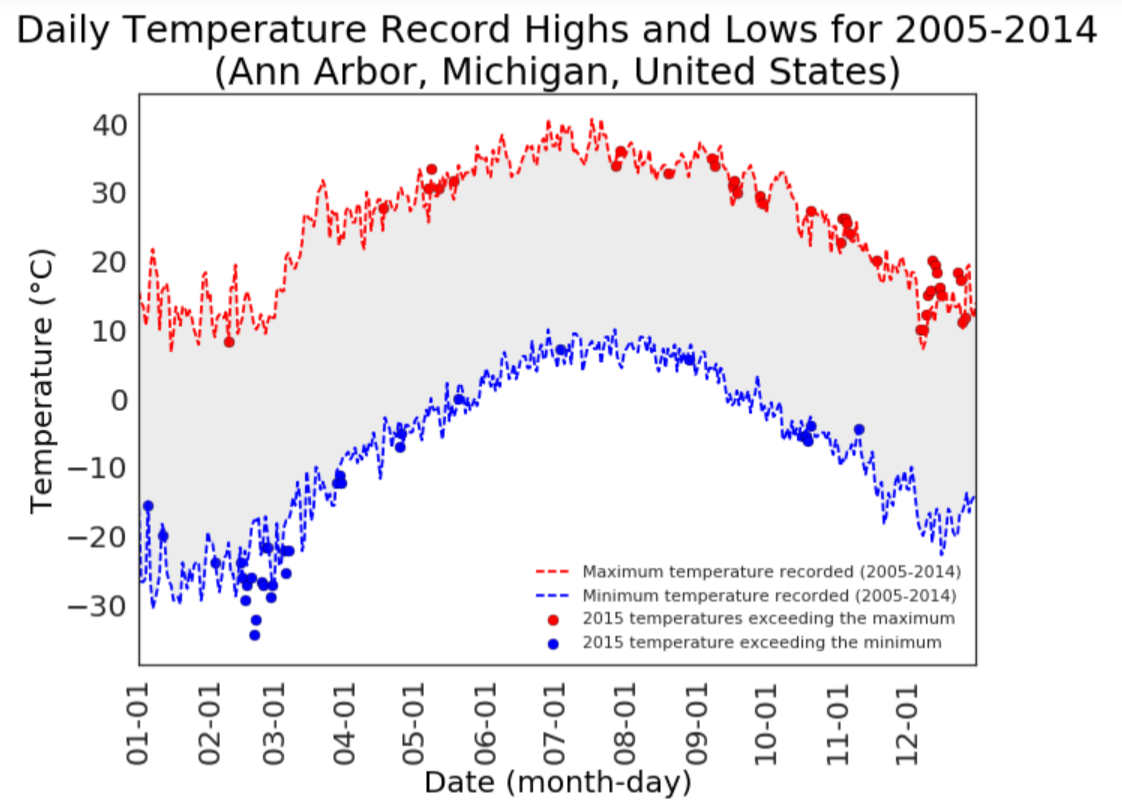 Daily Temperature Record Highs and Lows for 2005-2014
(Ann Arbor, Michigan, United States)
Temperature (°C)
40
30
20
10
0
−10
−20
−30
Maximum temperature recorded (2005-2014)
Minimum temperature recorded (2005-2014)
2015 temperatures exceeding the maximum
2015 temperature exceeding the minimum
01-01
02-01
03-01
04-01
05-01
06-01
07-01
08-01
09-01
10-01
11-01
12-01
Date (month-day)